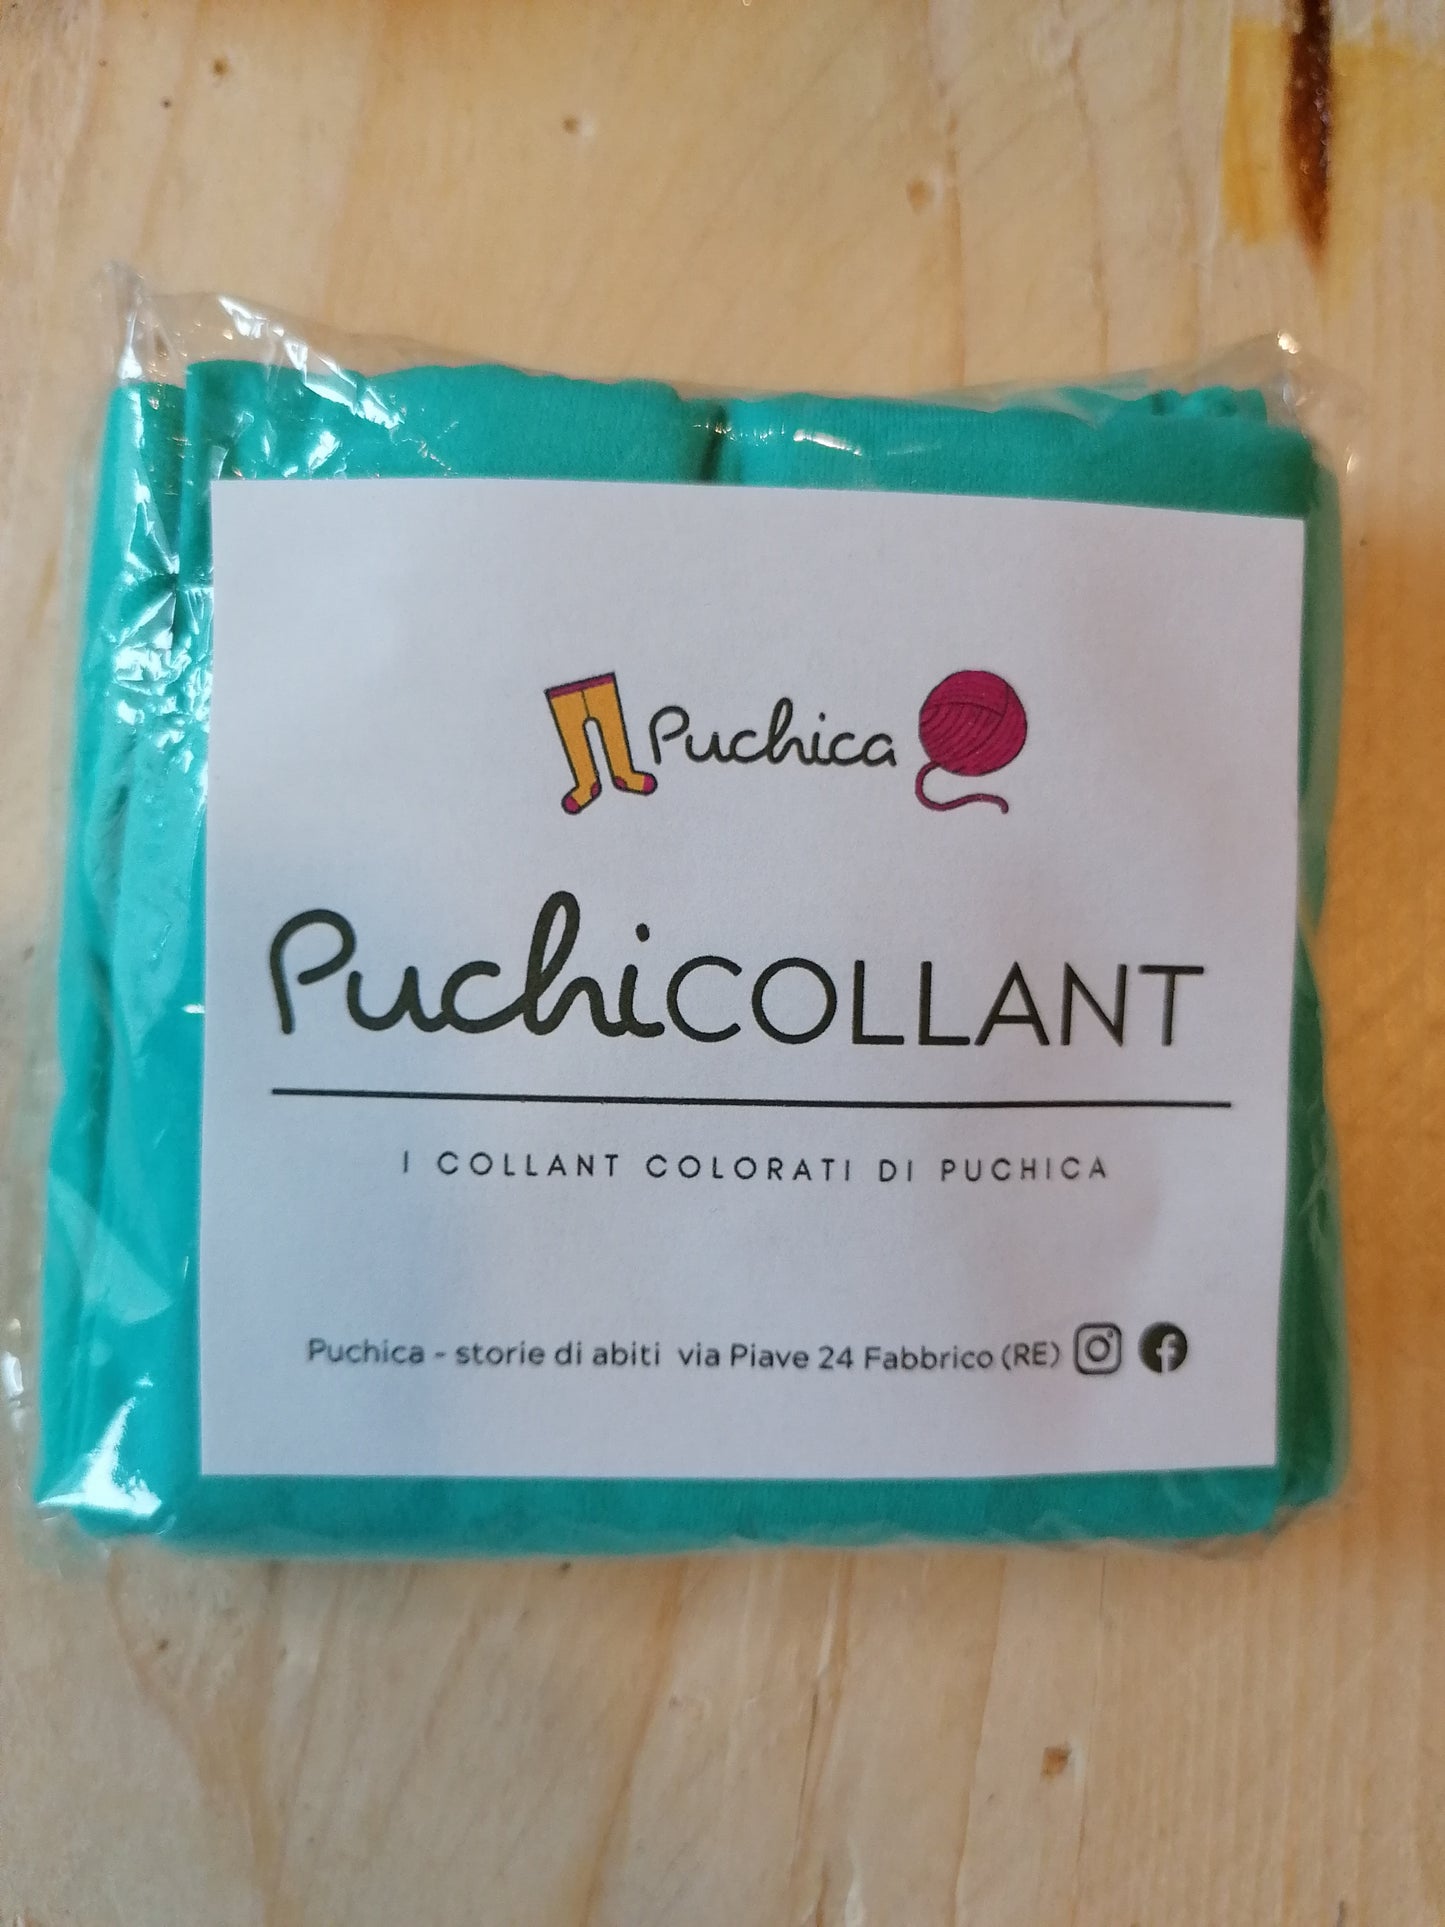 Puchica
PuchiCOLLANT
I COLLANT COLORATI DI PUCHICA
Puchica - storie di abiti via Piave 24 Fabbrico (RE)